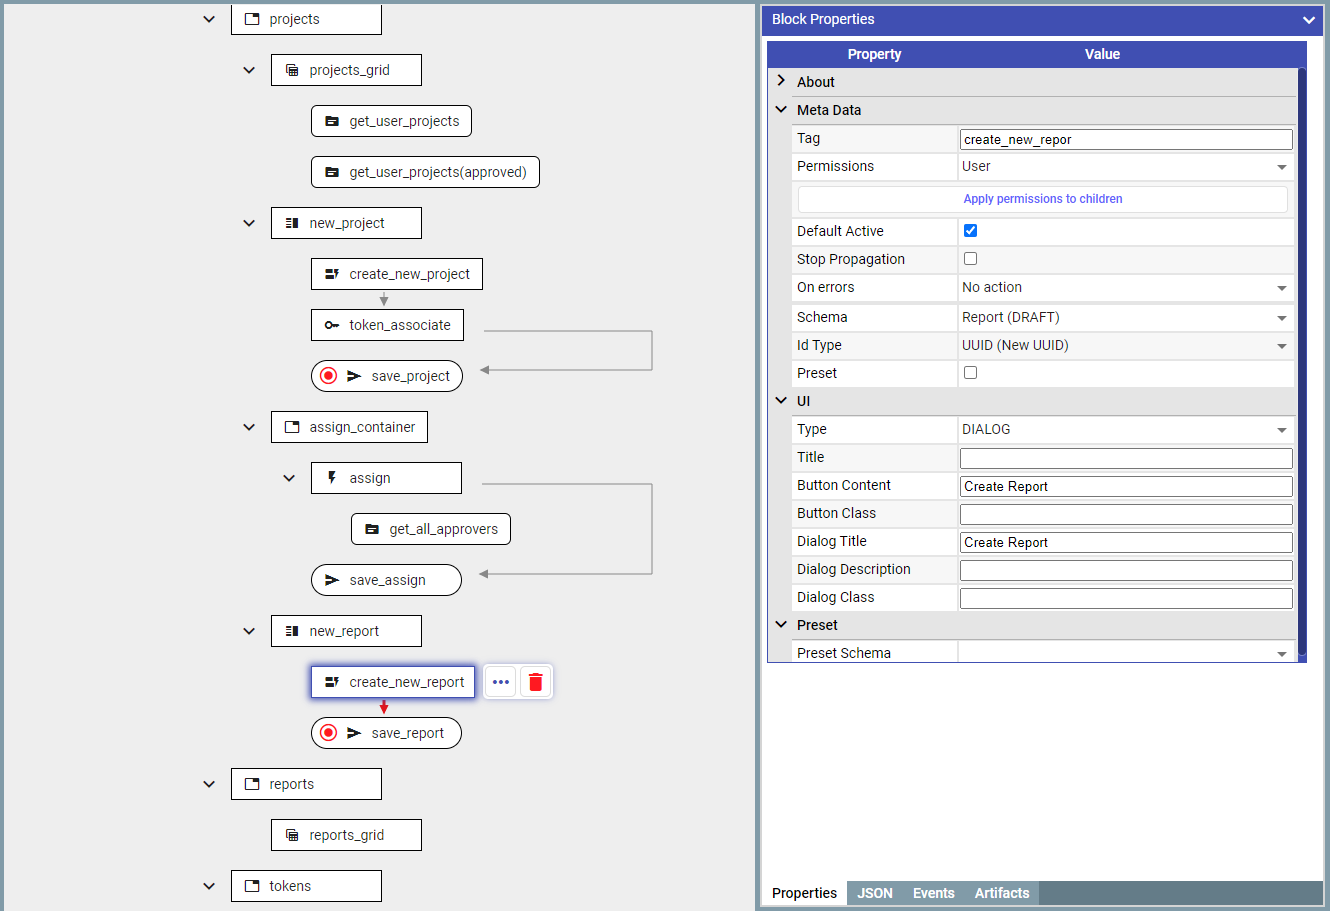 projects
projects_grid
get_user_projects
get_user_projects(approved)
new_project
create_new_project
token_associate
save_project
assign_container
assign
get_all_approvers
save_assign
new_report
create_new_report
save_report
reports
reports_grid
tokens
Block Properties
Property Value
About
Meta Data
Tag create_new_repor
Permissions User
Apply permissions to children
Default Active
Stop Propagation
On errors No action
Schema Report (DRAFT)
Id Type UUID (New UUID)
Preset
UI
Type DIALOG
Title
Button Content Create Report
Button Class
Dialog Title Create Report
Dialog Description
Dialog Class
Preset
Preset Schema
Properties JSON Events Artifacts